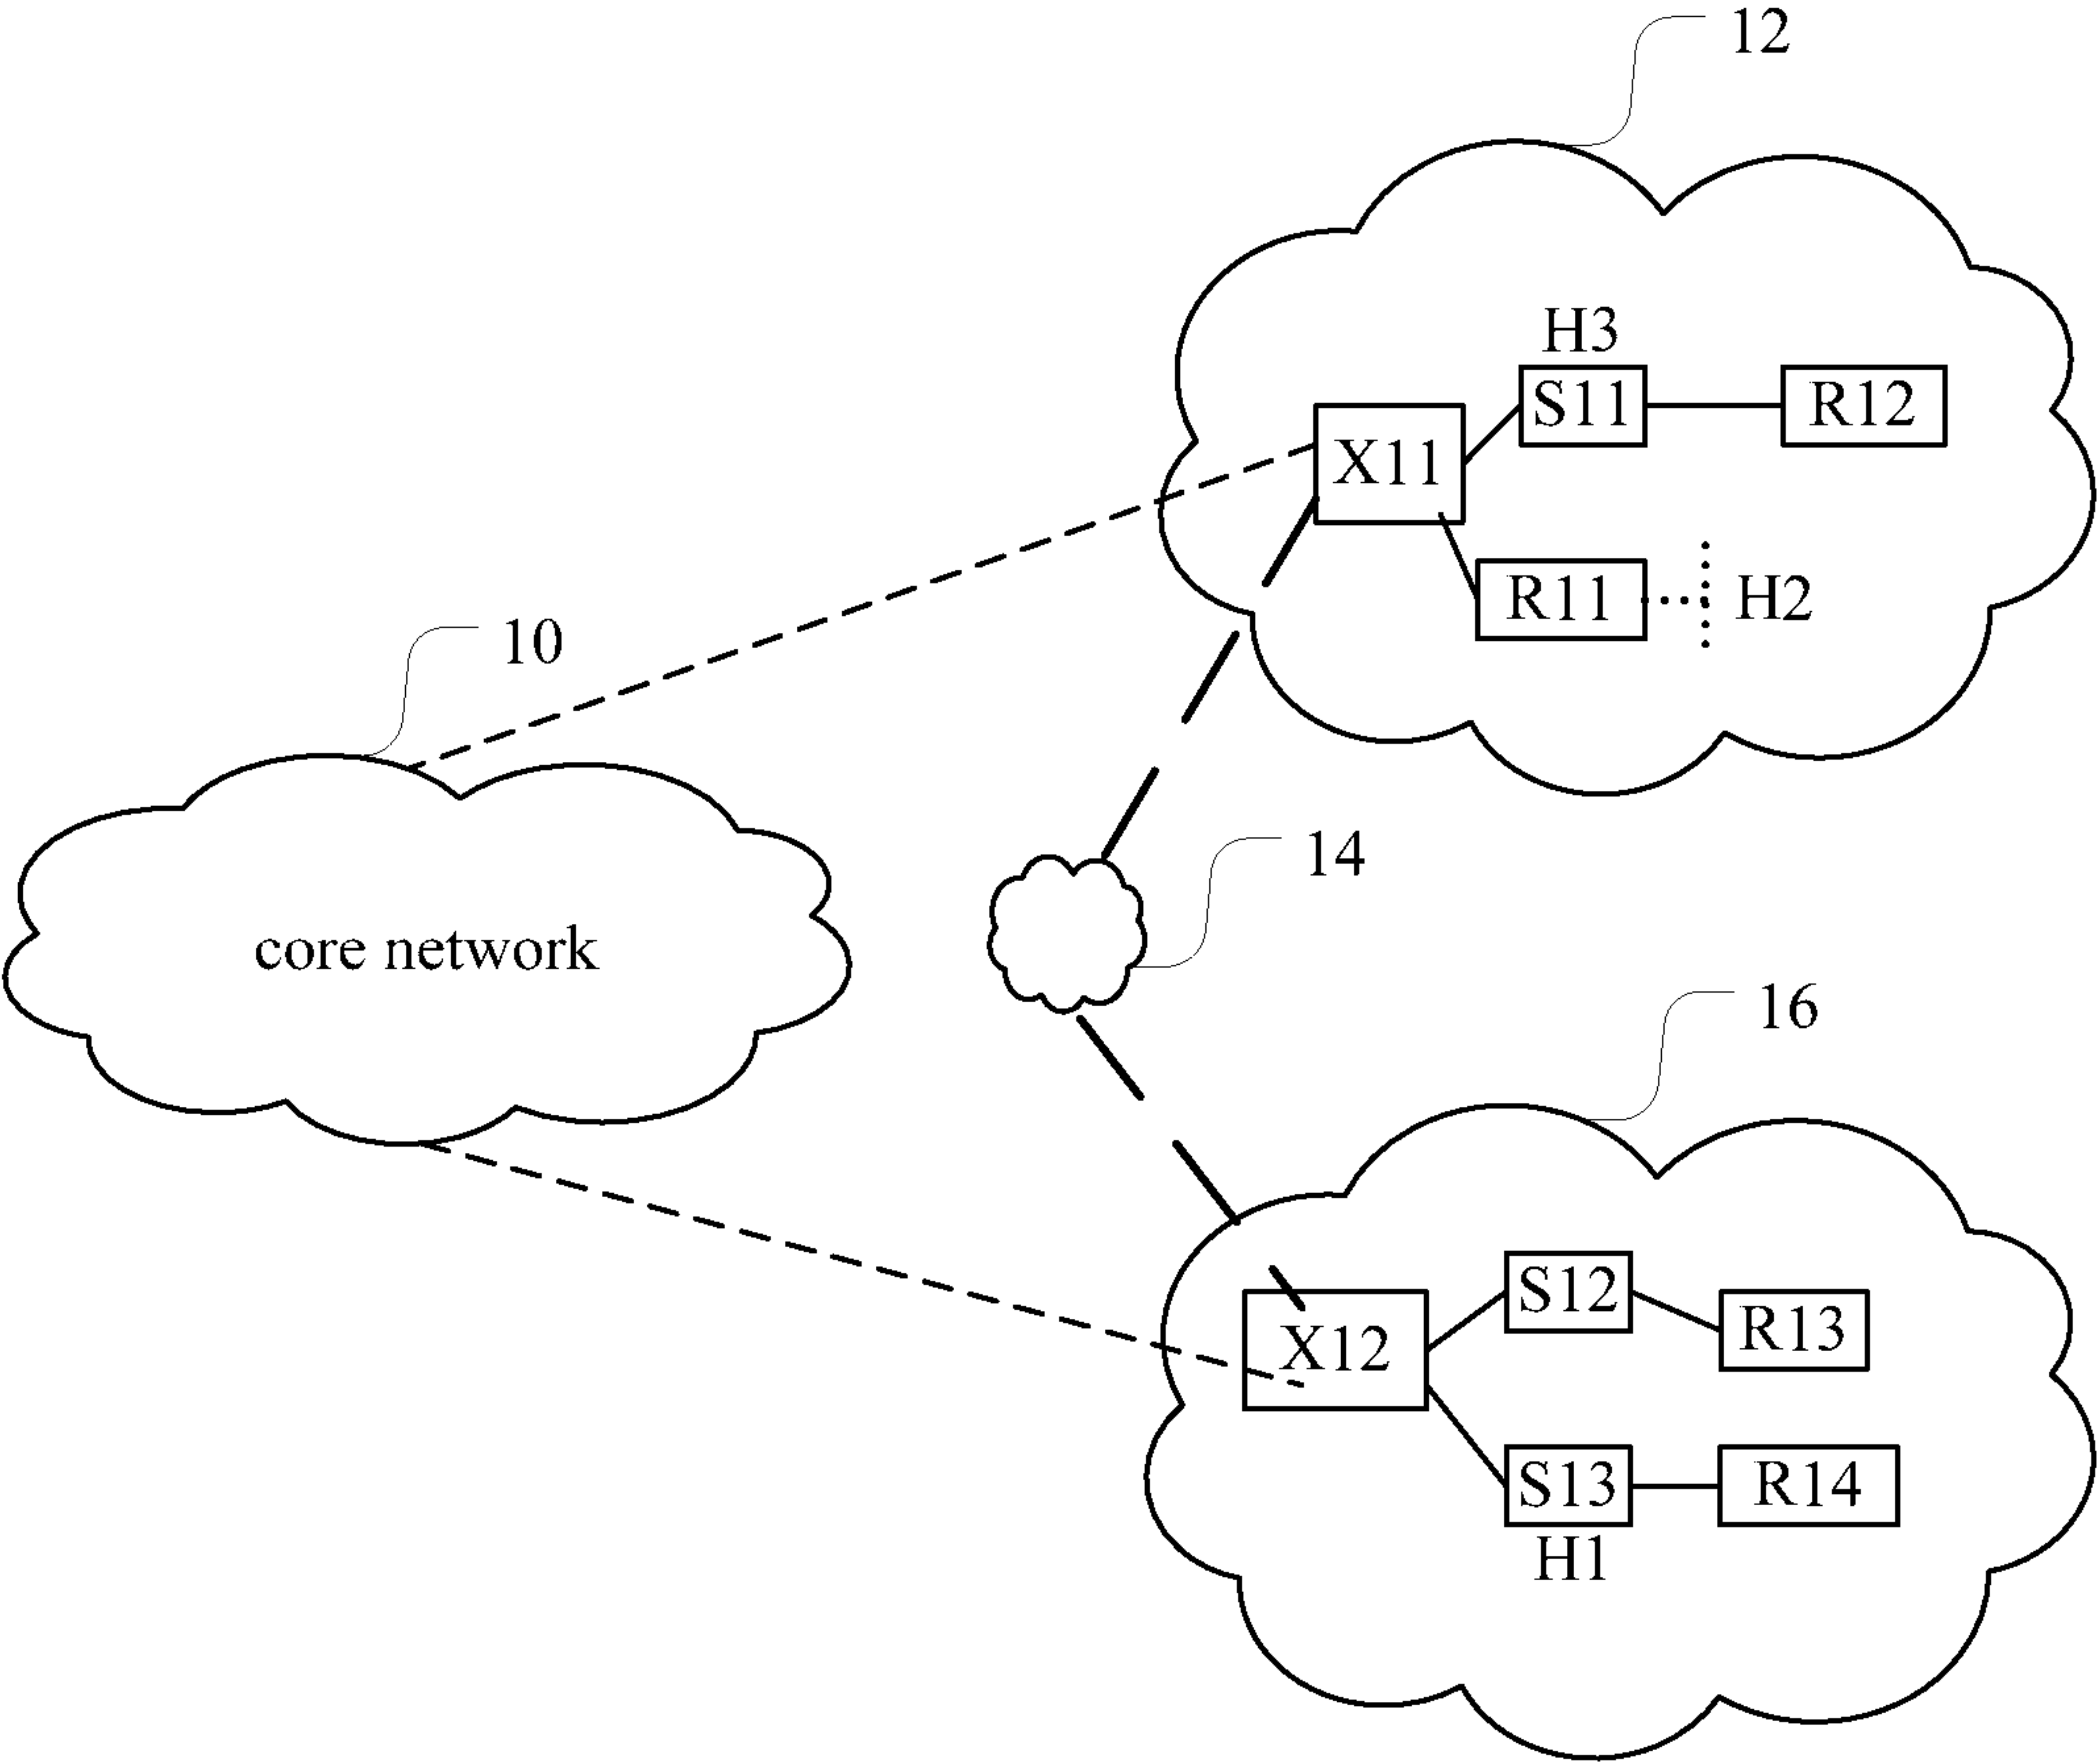 12
H3
S11
R12
X11
R11
H2
10
14
core network
16
S12
R13
X12
S13
R14
H1